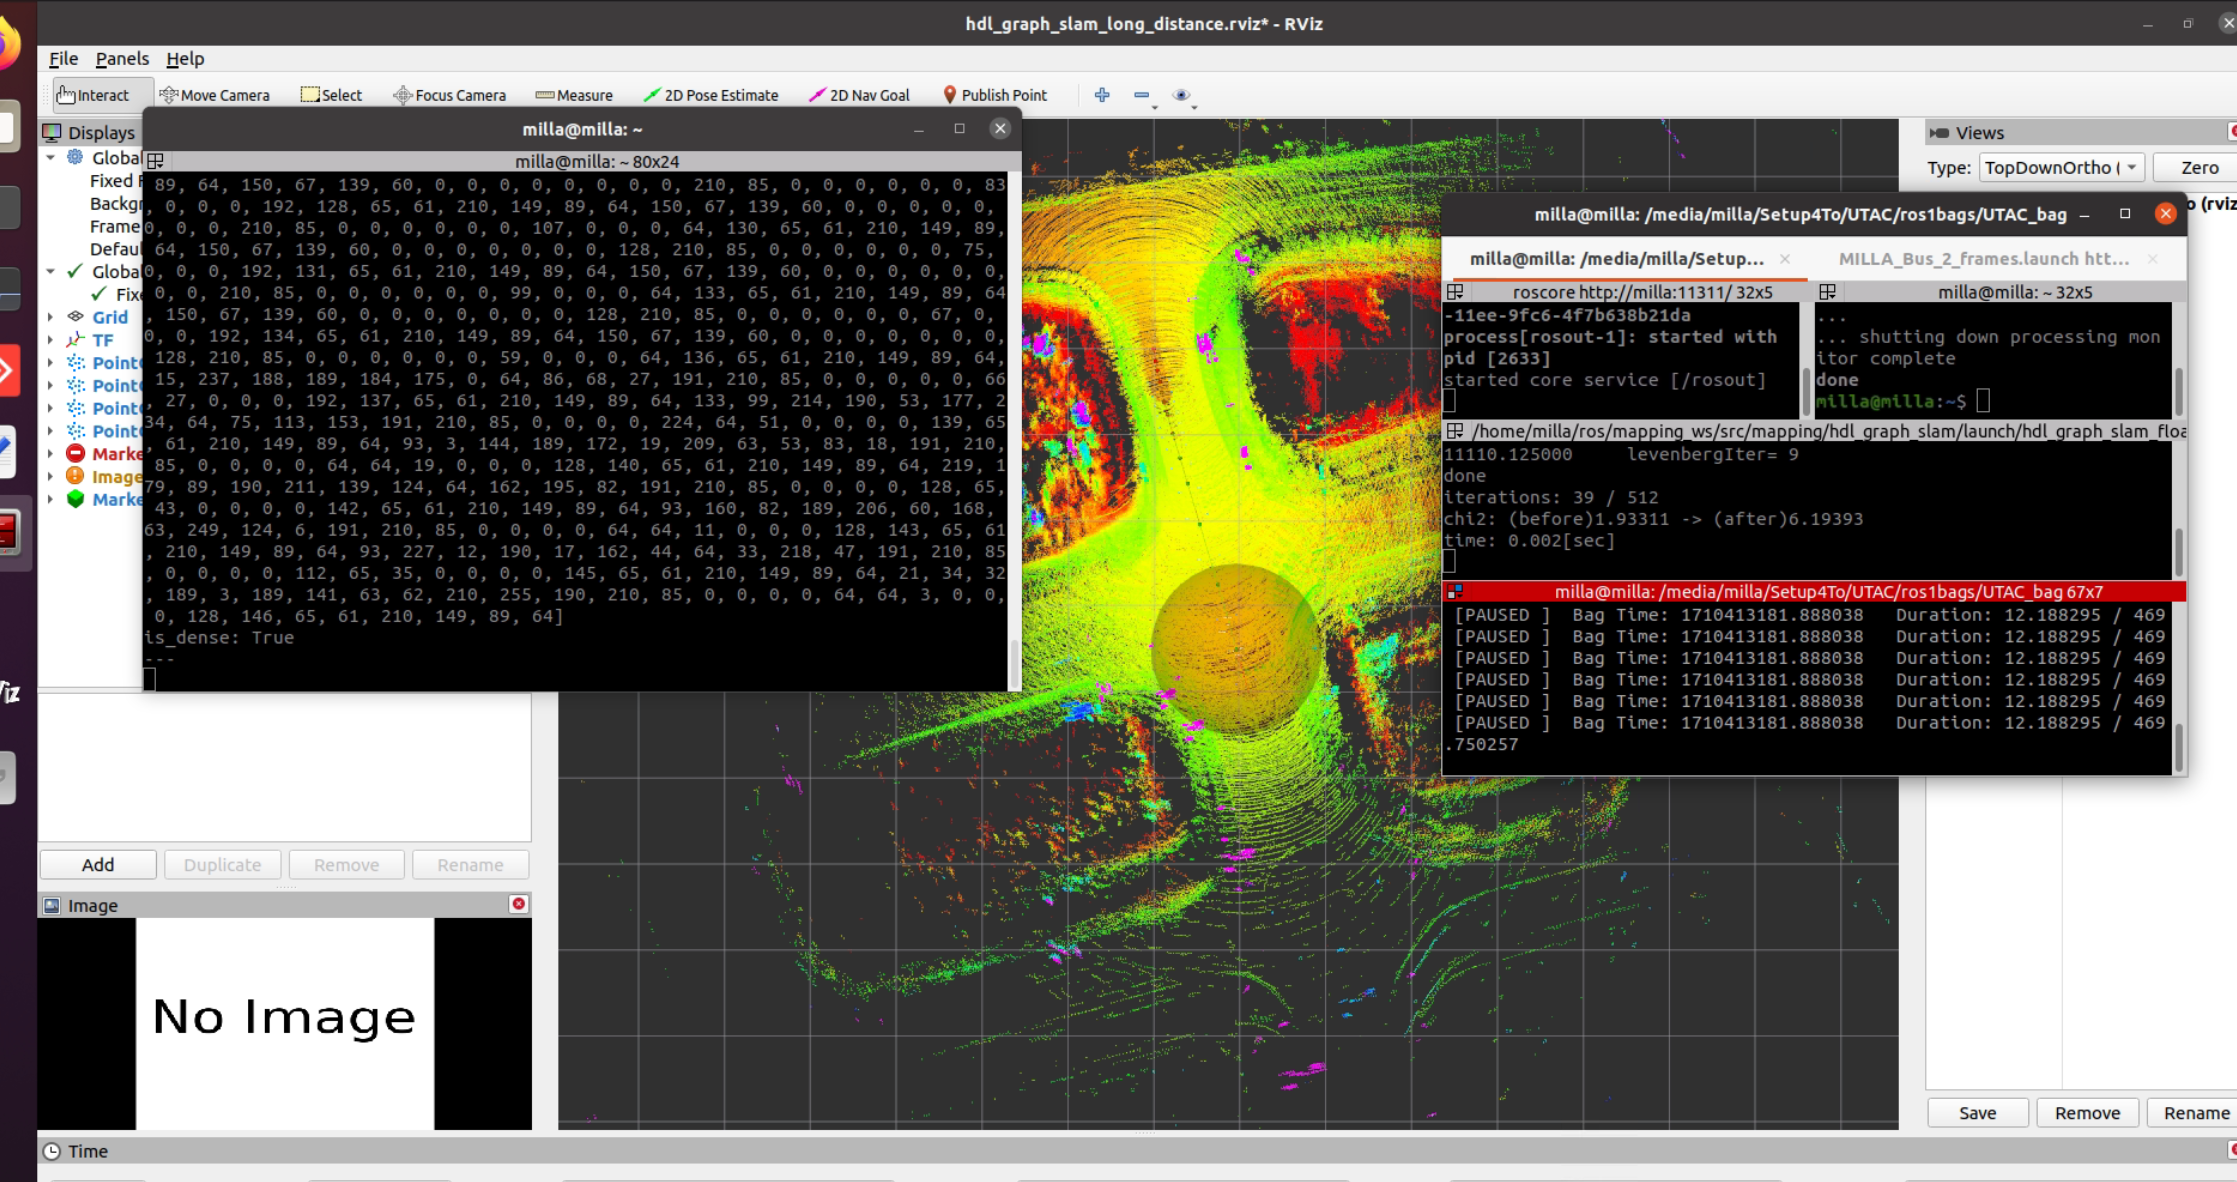 hdl_graph_slam_long_distance.rviz* - RViz
File Panels Help
Interact Move Camera Select Focus Camera Measure 2D Pose Estimate 2D Nav Goal Publish Point
Displays
Global
Fixed
Backgr
Frame
Defaul
Global
Fixe
Grid
TF
Point
Point
Point
Point
Marke
Image
Marke
milla@milla: ~
milla@milla: ~ 80x24
89, 64, 150, 67, 139, 60, 0, 0, 0, 0, 0, 0, 0, 0, 210, 85, 0, 0, 0, 0, 0, 0, 83
, 0, 0, 0, 192, 128, 65, 61, 210, 149, 89, 64, 150, 67, 139, 60, 0, 0, 0, 0, 0,
0, 0, 0, 210, 85, 0, 0, 0, 0, 0, 0, 107, 0, 0, 0, 64, 130, 65, 61, 210, 149, 89,
64, 150, 67, 139, 60, 0, 0, 0, 0, 0, 0, 0, 128, 210, 85, 0, 0, 0, 0, 0, 0, 75,
0, 0, 0, 192, 131, 65, 61, 210, 149, 89, 64, 150, 67, 139, 60, 0, 0, 0, 0, 0, 0,
0, 0, 210, 85, 0, 0, 0, 0, 0, 0, 99, 0, 0, 0, 64, 133, 65, 61, 210, 149, 89, 64
, 150, 67, 139, 60, 0, 0, 0, 0, 0, 0, 0, 128, 210, 85, 0, 0, 0, 0, 0, 0, 67, 0,
0, 0, 192, 134, 65, 61, 210, 149, 89, 64, 150, 67, 139, 60, 0, 0, 0, 0, 0, 0, 0,
128, 210, 85, 0, 0, 0, 0, 0, 0, 59, 0, 0, 0, 64, 136, 65, 61, 210, 149, 89, 64,
15, 237, 188, 189, 184, 175, 0, 64, 86, 68, 27, 191, 210, 85, 0, 0, 0, 0, 0, 66
, 27, 0, 0, 0, 192, 137, 65, 61, 210, 149, 89, 64, 133, 99, 214, 190, 53, 177, 2
34, 64, 75, 113, 153, 191, 210, 85, 0, 0, 0, 0, 224, 64, 51, 0, 0, 0, 0, 139, 65
, 61, 210, 149, 89, 64, 93, 3, 144, 189, 172, 19, 209, 63, 53, 83, 18, 191, 210,
85, 0, 0, 0, 0, 64, 64, 19, 0, 0, 0, 128, 140, 65, 61, 210, 149, 89, 64, 219, 1
79, 89, 190, 211, 139, 124, 64, 162, 195, 82, 191, 210, 85, 0, 0, 0, 0, 128, 65,
43, 0, 0, 0, 0, 142, 65, 61, 210, 149, 89, 64, 93, 160, 82, 189, 206, 60, 168,
63, 249, 124, 6, 191, 210, 85, 0, 0, 0, 0, 64, 64, 11, 0, 0, 0, 128, 143, 65, 61
, 210, 149, 89, 64, 93, 227, 12, 190, 17, 162, 44, 64, 33, 218, 47, 191, 210, 85
, 0, 0, 0, 0, 112, 65, 35, 0, 0, 0, 0, 145, 65, 61, 210, 149, 89, 64, 21, 34, 32
, 189, 3, 189, 141, 63, 62, 210, 255, 190, 210, 85, 0, 0, 0, 0, 64, 64, 3, 0, 0,
0, 128, 146, 65, 61, 210, 149, 89, 64]
is_dense: True
---
Add Duplicate Remove Rename
Image
No Image
Time
Views
Type: TopDownOrtho ( Zero
o (rviz
milla@milla: /media/milla/Setup4To/UTAC/ros1bags/UTAC_bag
milla@milla: /media/milla/Setup... MILLA_Bus_2_frames.launch htt...
roscore http://milla:11311/ 32x5
-11ee-9fc6-4f7b638b21da
process[rosout-1]: started with
pid [2633]
started core service [/rosout]
milla@milla: ~ 32x5
...
... shutting down processing mon
itor complete
done
milla@milla:~$
/home/milla/ros/mapping_ws/src/mapping/hdl_graph_slam/launch/hdl_graph_slam_floa
11110.125000 levenbergIter= 9
done
iterations: 39 / 512
chi2: (before)1.93311 -> (after)6.19393
time: 0.002[sec]
milla@milla: /media/milla/Setup4To/UTAC/ros1bags/UTAC_bag 67x7
[PAUSED ] Bag Time: 1710413181.888038 Duration: 12.188295 / 469
[PAUSED ] Bag Time: 1710413181.888038 Duration: 12.188295 / 469
[PAUSED ] Bag Time: 1710413181.888038 Duration: 12.188295 / 469
[PAUSED ] Bag Time: 1710413181.888038 Duration: 12.188295 / 469
[PAUSED ] Bag Time: 1710413181.888038 Duration: 12.188295 / 469
[PAUSED ] Bag Time: 1710413181.888038 Duration: 12.188295 / 469
.750257
Save Remove Rename